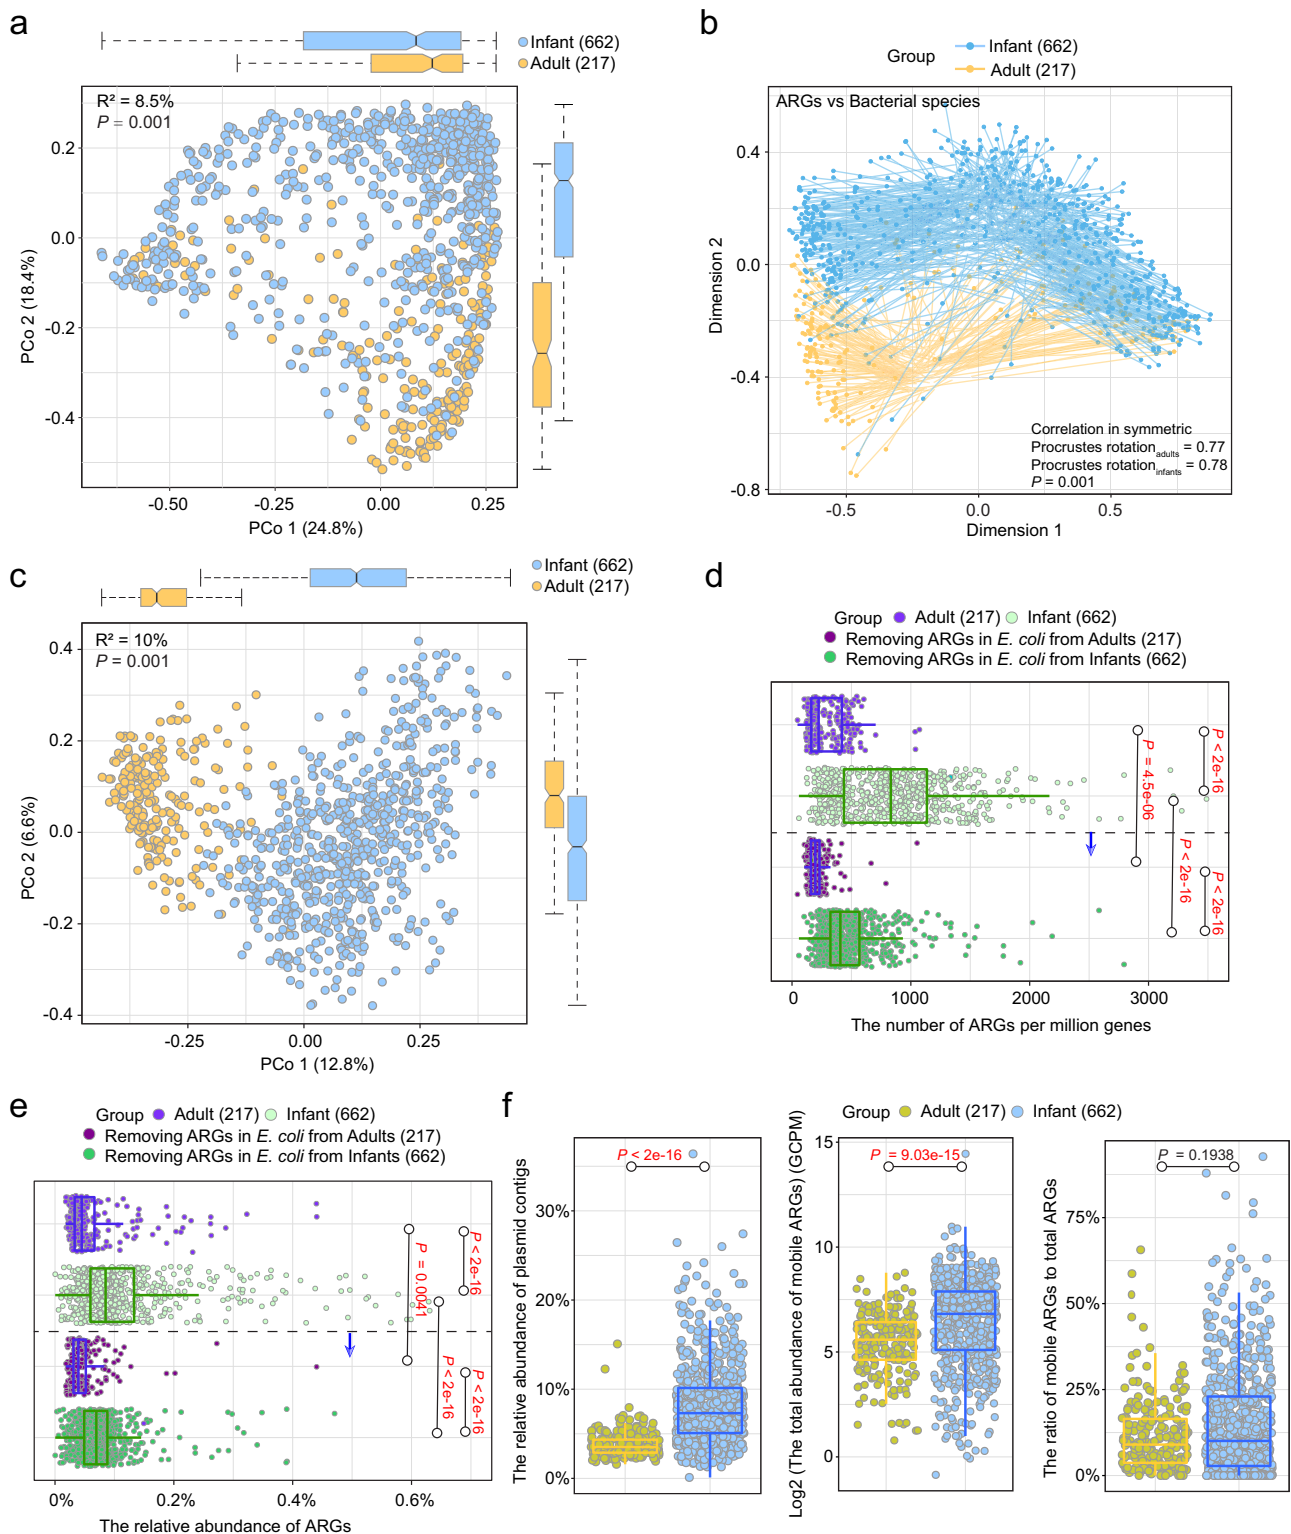 a
Infant (662)
Adult (217)
R² = 8.5%
P = 0.001
0.2
0.0
-0.2
-0.4
PCo 2 (18.4%)
-0.50
-0.25
0.00
0.25
PCo 1 (24.8%)
b
Group
Infant (662)
Adult (217)
ARGs vs Bacterial species
0.4
0.0
-0.4
-0.8
Dimension 2
Correlation in symmetric
Procrustes rotation adults = 0.77
Procrustes rotation infants = 0.78
P = 0.001
-0.5
0.0
0.5
Dimension 1
c
Infant (662)
Adult (217)
R² = 10%
P = 0.001
0.4
0.2
0.0
-0.2
-0.4
PCo 2 (6.6%)
-0.25
0.00
0.25
PCo 1 (12.8%)
d
Group Adult (217) Infant (662)
Removing ARGs in E. coli from Adults (217)
Removing ARGs in E. coli from Infants (662)
P = 4.5e-06
P < 2e-16
P < 2e-16
P < 2e-16
0
1000
2000
3000
The number of ARGs per million genes
e
Group Adult (217) Infant (662)
Removing ARGs in E. coli from Adults (217)
Removing ARGs in E. coli from Infants (662)
P = 0.0041
P < 2e-16
P < 2e-16
P < 2e-16
0%
0.2%
0.4%
0.6%
The relative abundance of ARGs
f
Group Adult (217) Infant (662)
The relative abundance of plasmid contigs
P < 2e-16
30%
20%
10%
0%
Log2 (The total abundance of mobile ARGs) (GCPM)
P = 9.03e-15
15
10
5
0
The ratio of mobile ARGs to total ARGs
P = 0.1938
75%
50%
25%
0%